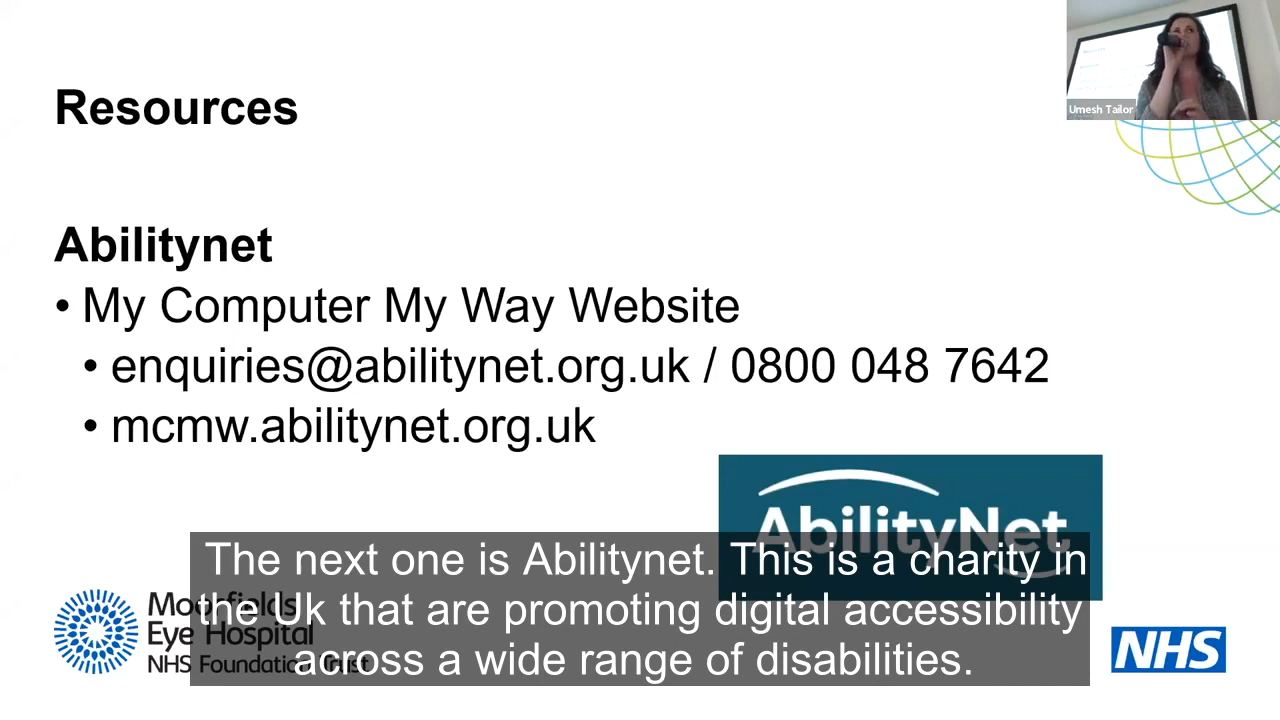 Umesh Tailor
Resources
Abilitynet
• My Computer My Way Website
• enquiries@abilitynet.org.uk / 0800 048 7642
• mcmw.abilitynet.org.uk
AbilityNet
The next one is Abilitynet. This is a charity in
the Uk that are promoting digital accessibility
across a wide range of disabilities.
Moorfields
Eye Hospital
NHS Foundation Trust
NHS